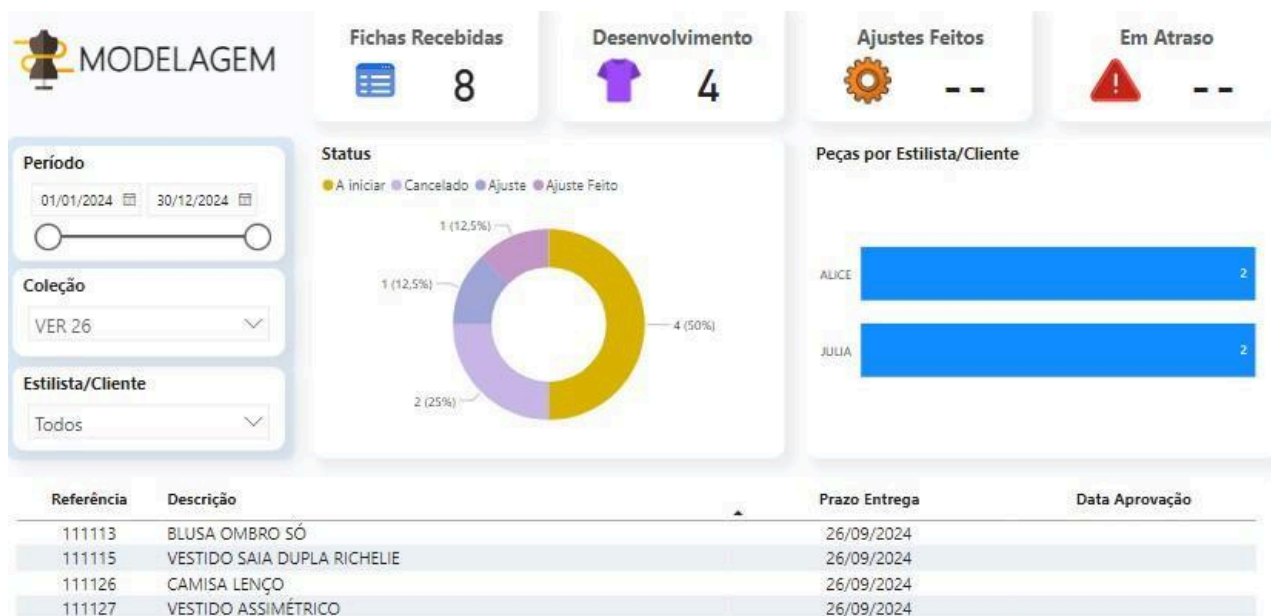 MODELAGEM
Fichas Recebidas
8
Desenvolvimento
4
Ajustes Feitos
--
Em Atraso
--
Período
01/01/2024 30/12/2024
Coleção
VER 26
Estilista/Cliente
Todos
Status
A iniciar Cancelado Ajuste Ajuste Feito
1 (12,5%)
1 (12,5%)
4 (50%)
2 (25%)
Peças por Estilista/Cliente
ALICE 2
JULIA 2
Referência Descrição Prazo Entrega Data Aprovação
111113 BLUSA OMBRO SÓ 26/09/2024
111115 VESTIDO SAIA DUPLA RICHELIE 26/09/2024
111126 CAMISA LENÇO 26/09/2024
111127 VESTIDO ASSIMÉTRICO 26/09/2024